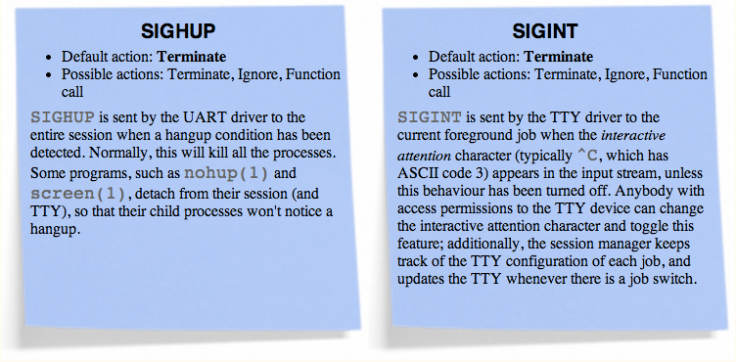 SIGHUP
• Default action: Terminate
• Possible actions: Terminate, Ignore, Function
call
SIGHUP is sent by the UART driver to the
entire session when a hangup condition has been
detected. Normally, this will kill all the processes.
Some programs, such as nohup(1) and
screen(1), detach from their session (and
TTY), so that their child processes won't notice a
hangup.
SIGINT
• Default action: Terminate
• Possible actions: Terminate, Ignore, Function
call
SIGINT is sent by the TTY driver to the
current foreground job when the interactive
attention character (typically ^C, which has
ASCII code 3) appears in the input stream, unless
this behaviour has been turned off. Anybody with
access permissions to the TTY device can change
the interactive attention character and toggle this
feature; additionally, the session manager keeps
track of the TTY configuration of each job, and
updates the TTY whenever there is a job switch.